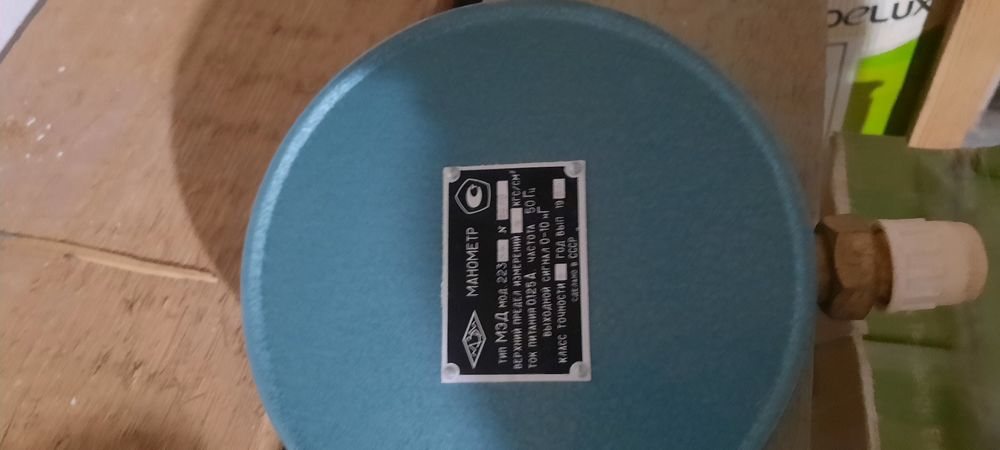 МАНОМЕТР
ТИП МЭД МОД. 223 N
ВЕРХНИЙ ПРЕДЕЛ ИЗМЕРЕНИЙ КГС/СМ²
ТОК ПИТАНИЯ 0.125 А. ЧАСТОТА 50 Гц
ВЫХОДНОЙ СИГНАЛ 0÷10 мГ
КЛАСС ТОЧНОСТИ ГОД ВЫП 19
СДЕЛАНО В СССР
DELUX